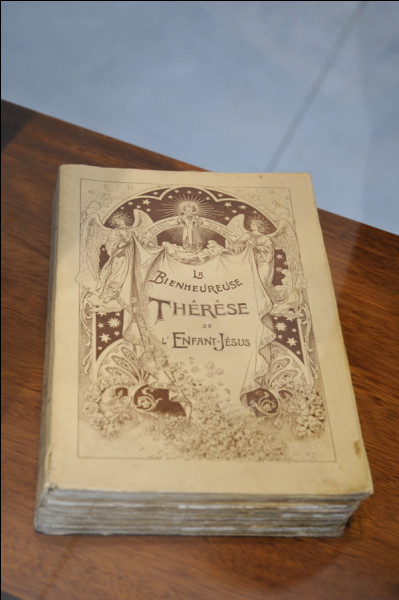 La
Bienheureuse
Thérèse
de
l'Enfant-Jésus